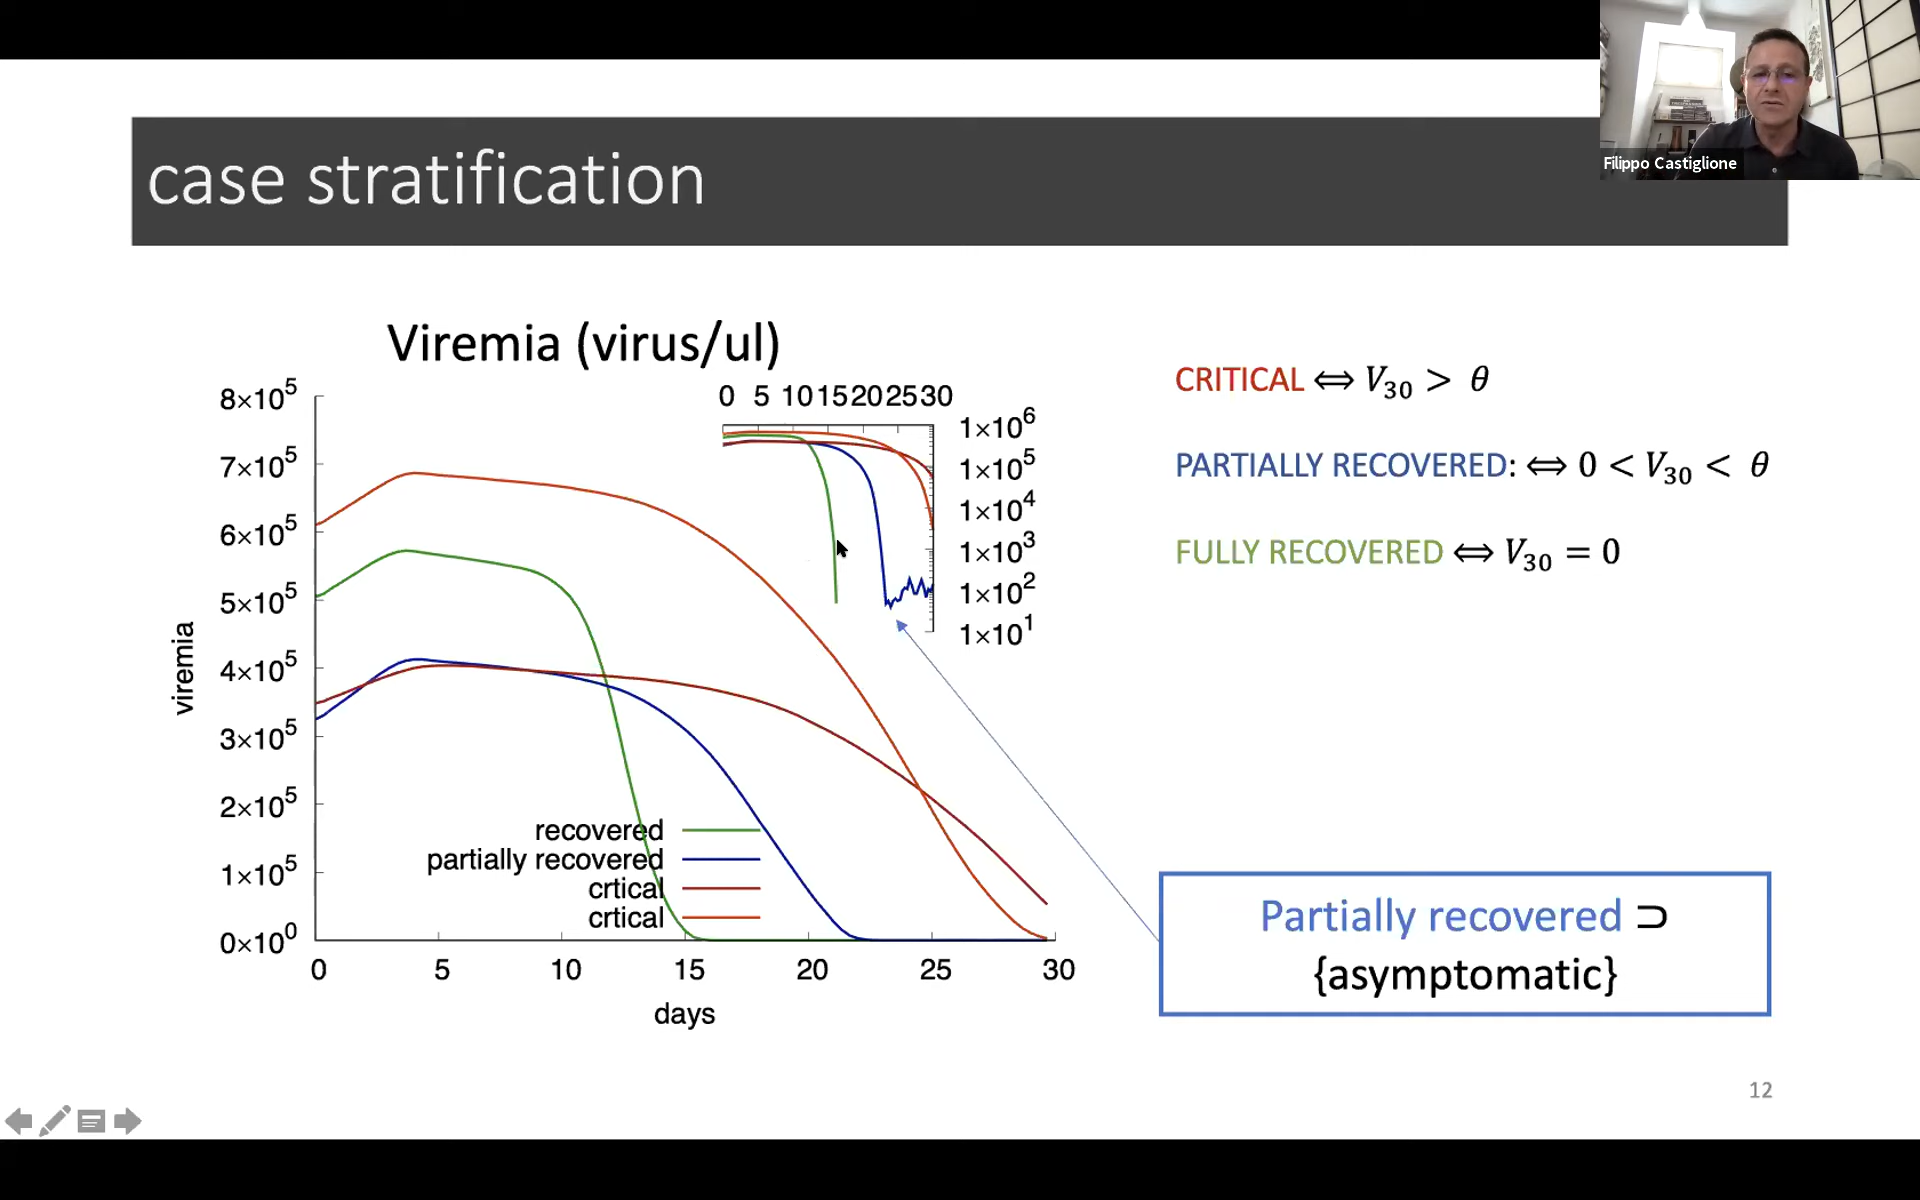 Filippo Castiglione
case stratification
Viremia (virus/ul)
0 5 10 15 20 25 30
1×10^6
1×10^5
1×10^4
1×10^3
1×10^2
1×10^1
8×10^5
7×10^5
6×10^5
5×10^5
4×10^5
3×10^5
2×10^5
1×10^5
0×10^0
viremia
recovered
partially recovered
crtical
crtical
0 5 10 15 20 25 30
days
CRITICAL ⟺ V₃₀ > θ
PARTIALLY RECOVERED: ⟺ 0 < V₃₀ < θ
FULLY RECOVERED ⟺ V₃₀ = 0
Partially recovered ⊃
{asymptomatic}
12